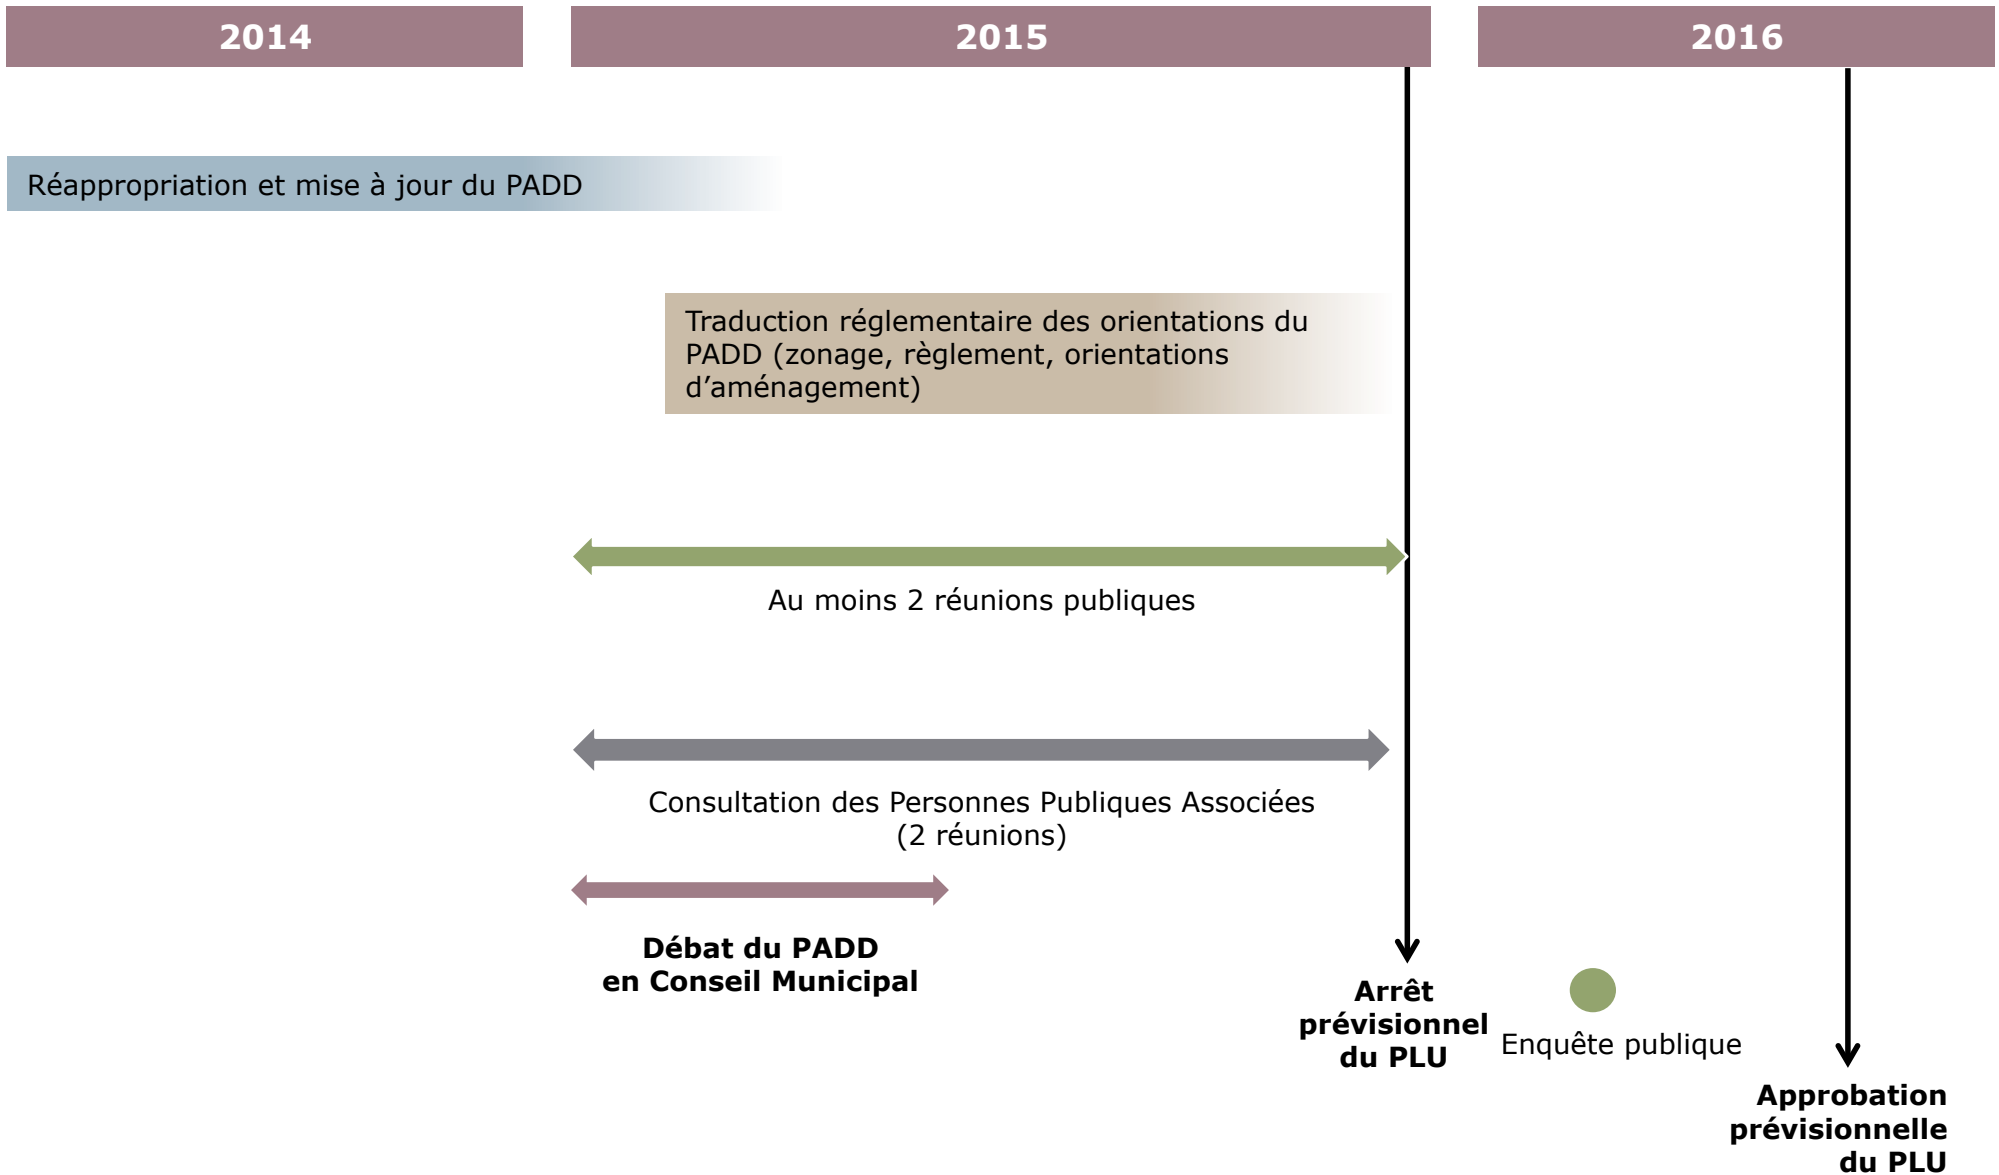 2014
2015
2016
Réappropriation et mise à jour du PADD
Traduction réglementaire des orientations du
PADD (zonage, règlement, orientations
d’aménagement)
Au moins 2 réunions publiques
Consultation des Personnes Publiques Associées
(2 réunions)
Débat du PADD
en Conseil Municipal
Arrêt
prévisionnel
du PLU
Enquête publique
Approbation
prévisionnelle
du PLU